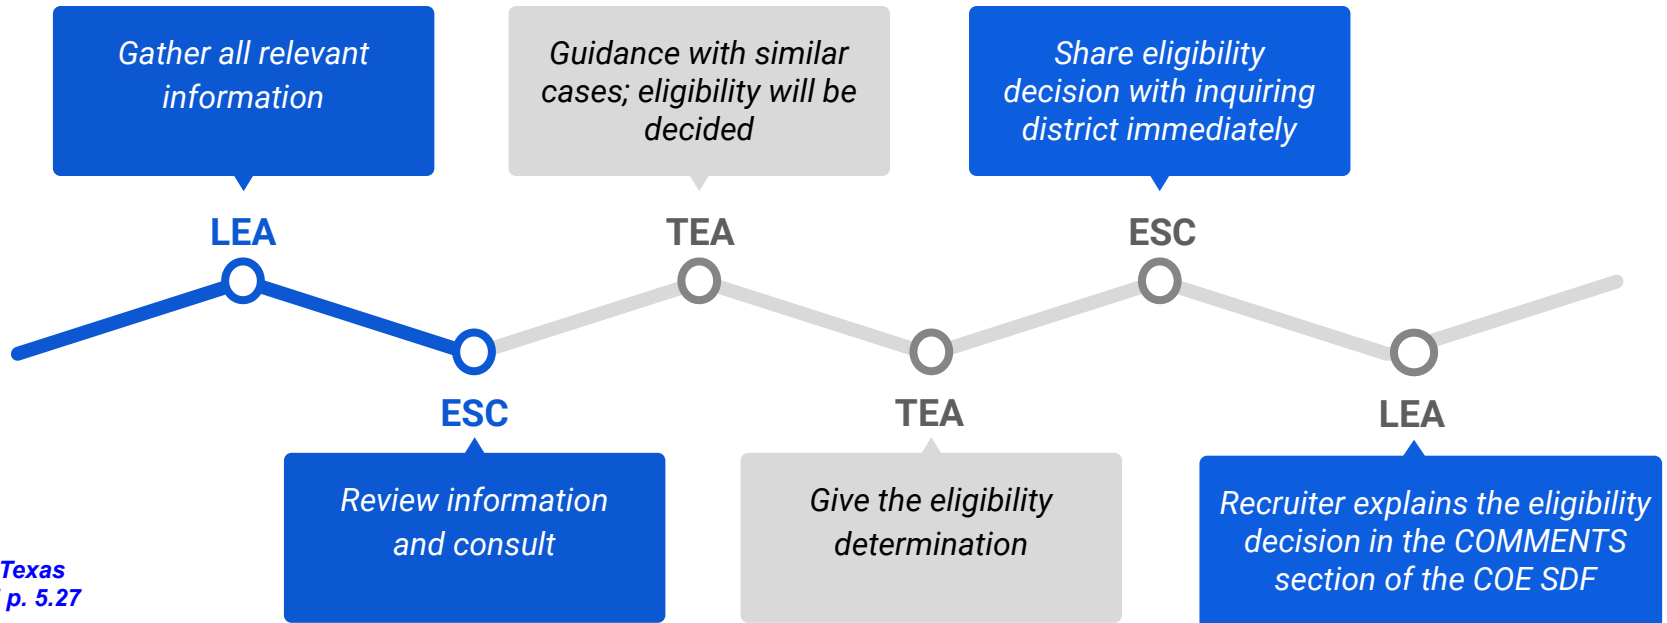 Gather all relevant
information
Guidance with similar
cases; eligibility will be
decided
Share eligibility
decision with inquiring
district immediately
LEA
TEA
ESC
ESC
TEA
LEA
Review information
and consult
Give the eligibility
determination
Recruiter explains the eligibility
decision in the COMMENTS
section of the COE SDF
Texas
p. 5.27